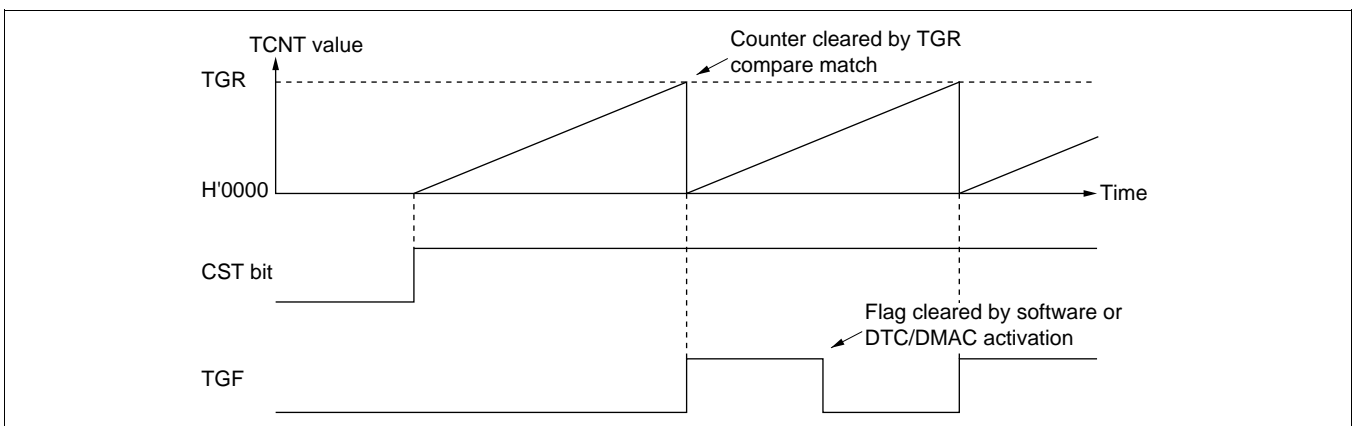 TCNT value
Counter cleared by TGR
compare match
TGR
H'0000
Time
CST bit
Flag cleared by software or
DTC/DMAC activation
TGF